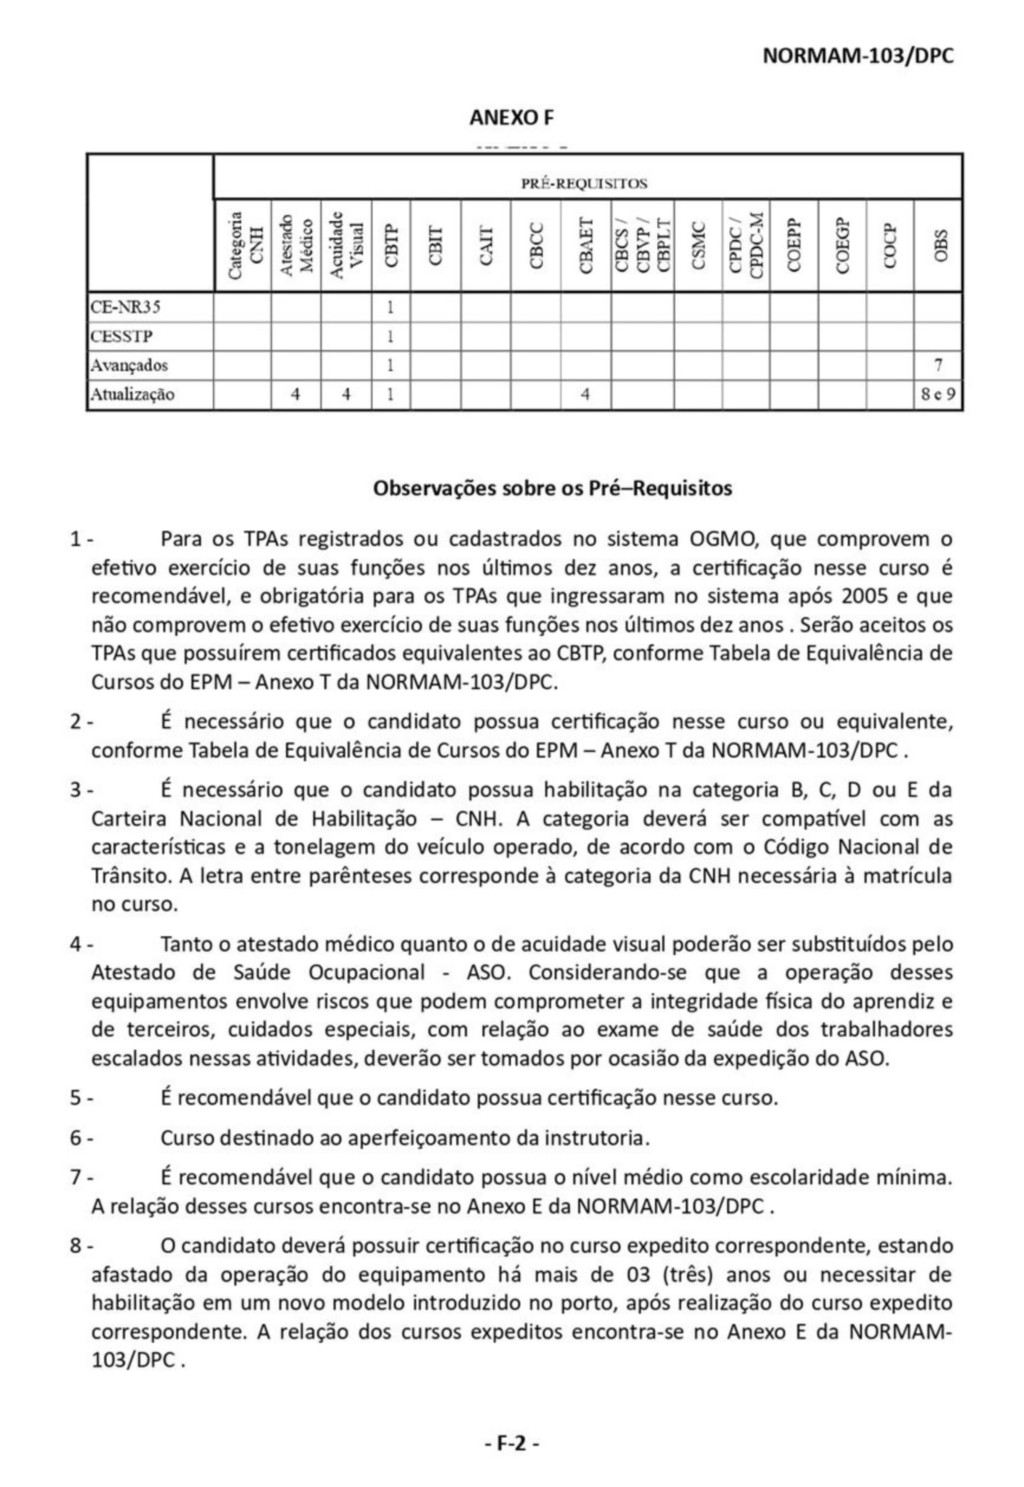 NORMAM-103/DPC
ANEXO F
PRÉ-REQUISITOS
Categoria CNH
Atestado Médico
Acuidade Visual
CBTP
CBIT
CAIT
CBCC
CBAET
CBCS / CBVP / CBPLT
CSMC
CPDC / CPDC-M
COEPP
COEGP
COCP
OBS
CE-NR35 1
CESSTP 1
Avançados 1 7
Atualização 4 4 1 4 8 e 9
Observações sobre os Pré–Requisitos
1 - Para os TPAs registrados ou cadastrados no sistema OGMO, que comprovem o
efetivo exercício de suas funções nos últimos dez anos, a certificação nesse curso é
recomendável, e obrigatória para os TPAs que ingressaram no sistema após 2005 e que
não comprovem o efetivo exercício de suas funções nos últimos dez anos . Serão aceitos os
TPAs que possuírem certificados equivalentes ao CBTP, conforme Tabela de Equivalência de
Cursos do EPM – Anexo T da NORMAM-103/DPC.
2 - É necessário que o candidato possua certificação nesse curso ou equivalente,
conforme Tabela de Equivalência de Cursos do EPM – Anexo T da NORMAM-103/DPC .
3 - É necessário que o candidato possua habilitação na categoria B, C, D ou E da
Carteira Nacional de Habilitação – CNH. A categoria deverá ser compatível com as
características e a tonelagem do veículo operado, de acordo com o Código Nacional de
Trânsito. A letra entre parênteses corresponde à categoria da CNH necessária à matrícula
no curso.
4 - Tanto o atestado médico quanto o de acuidade visual poderão ser substituídos pelo
Atestado de Saúde Ocupacional - ASO. Considerando-se que a operação desses
equipamentos envolve riscos que podem comprometer a integridade física do aprendiz e
de terceiros, cuidados especiais, com relação ao exame de saúde dos trabalhadores
escalados nessas atividades, deverão ser tomados por ocasião da expedição do ASO.
5 - É recomendável que o candidato possua certificação nesse curso.
6 - Curso destinado ao aperfeiçoamento da instrutoria.
7 - É recomendável que o candidato possua o nível médio como escolaridade mínima.
A relação desses cursos encontra-se no Anexo E da NORMAM-103/DPC .
8 - O candidato deverá possuir certificação no curso expedito correspondente, estando
afastado da operação do equipamento há mais de 03 (três) anos ou necessitar de
habilitação em um novo modelo introduzido no porto, após realização do curso expedito
correspondente. A relação dos cursos expeditos encontra-se no Anexo E da NORMAM-
103/DPC .
- F-2 -